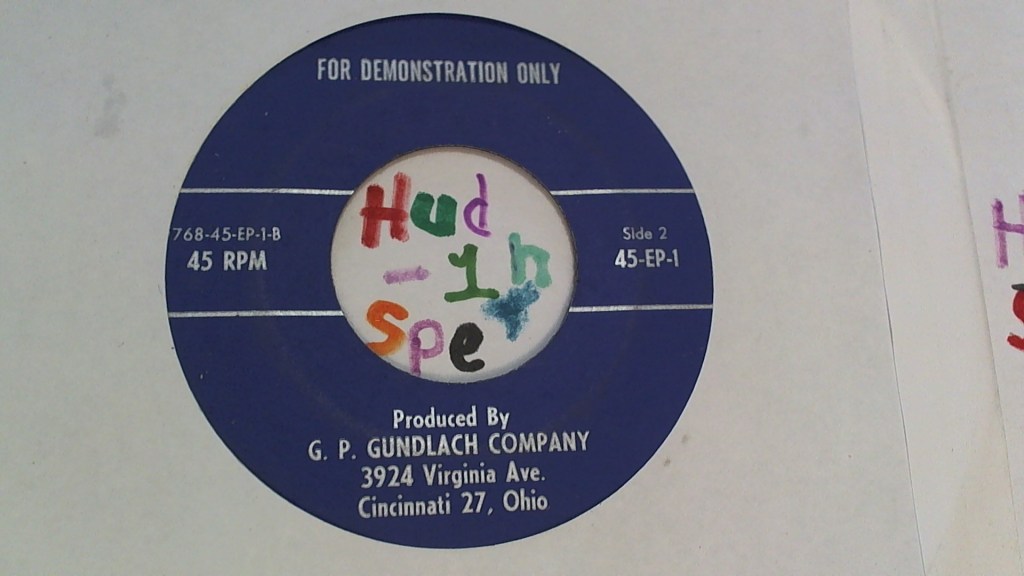 FOR DEMONSTRATION ONLY
768-45-EP-1-B
45 RPM
Side 2
45-EP-1
Hud
-1n
spe
Produced By
G. P. GUNDLACH COMPANY
3924 Virginia Ave.
Cincinnati 27, Ohio
H